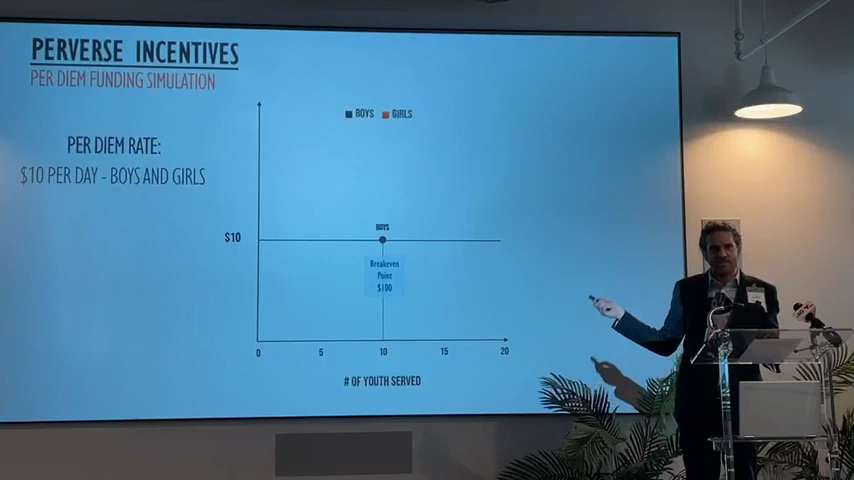 PERVERSE INCENTIVES
PER DIEM FUNDING SIMULATION
PER DIEM RATE:
$10 PER DAY - BOYS AND GIRLS
BOYS GIRLS
BOYS
$10
Breakeven
Point
$100
0 5 10 15 20
# OF YOUTH SERVED